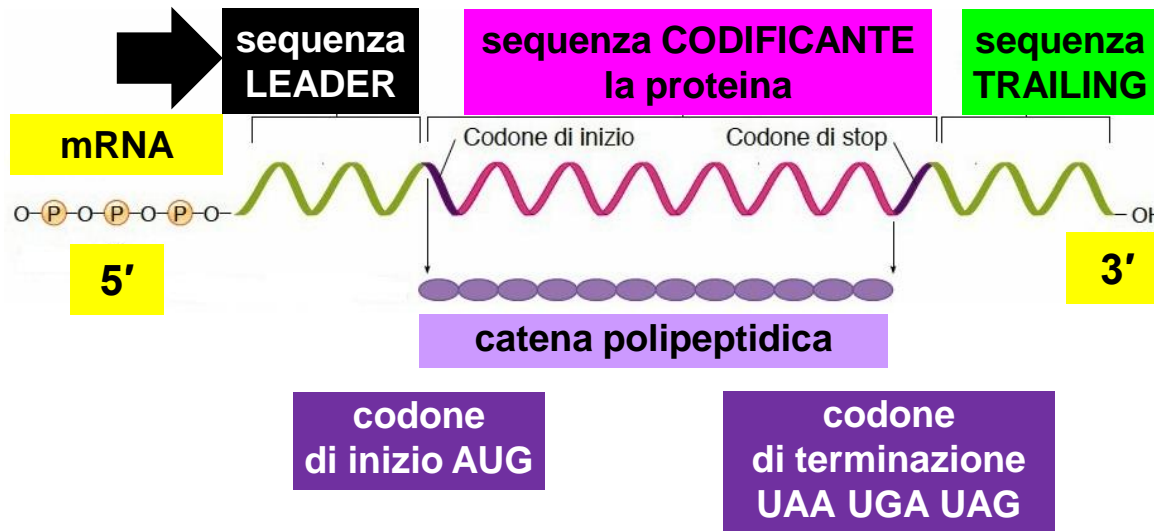 sequenza
LEADER
sequenza CODIFICANTE
la proteina
sequenza
TRAILING
mRNA
Codone di inizio
Codone di stop
O-P-O-P-O-P-O-
OH
5'
3'
catena polipeptidica
codone
di inizio AUG
codone
di terminazione
UAA UGA UAG